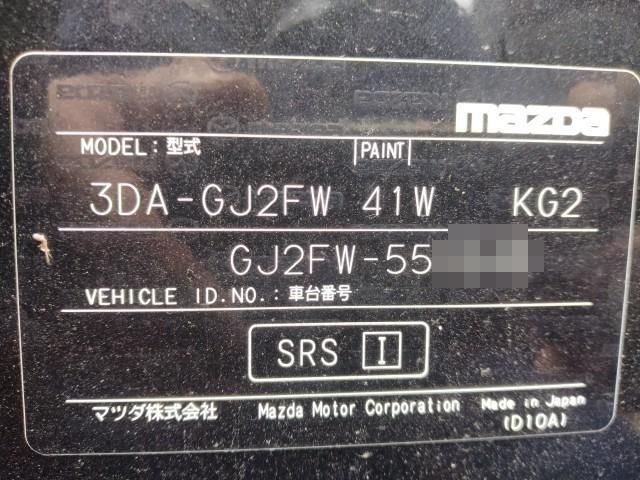 mazda
MODEL: 型式 PAINT
3DA-GJ2FW 41W KG2
GJ2FW-55
VEHICLE ID.NO.: 車台番号
SRS I
マツダ株式会社 Mazda Motor Corporation Made in Japan
(D10A)